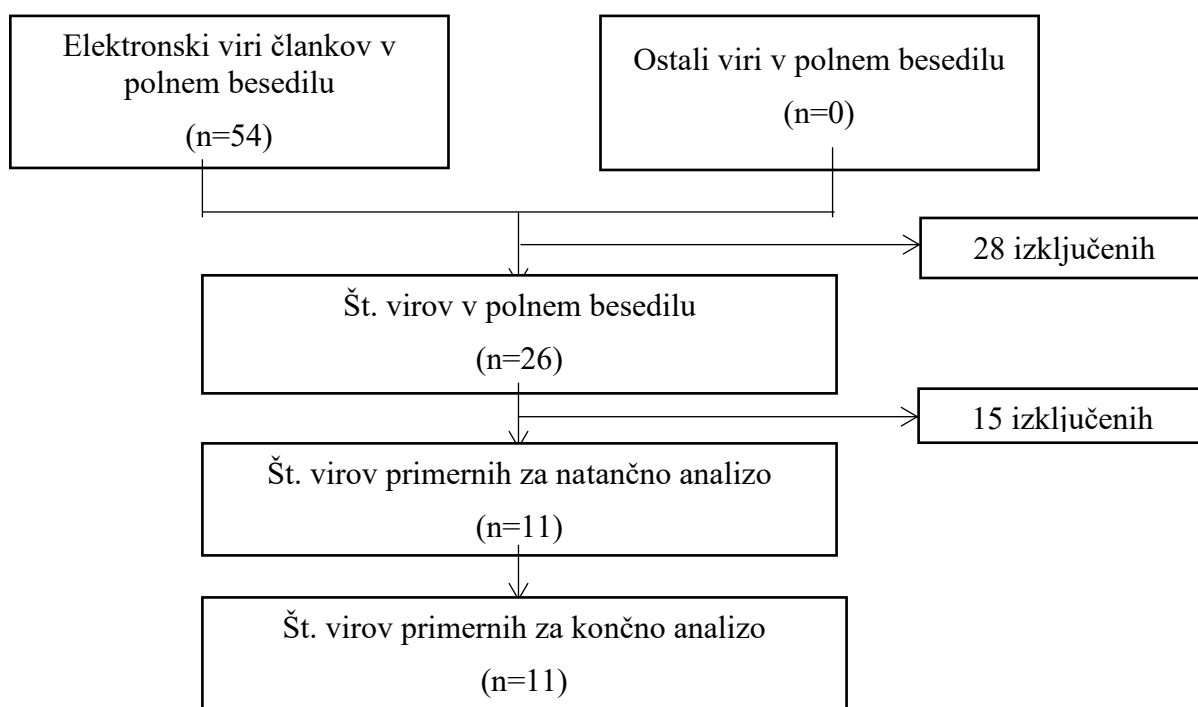 Elektronski viri člankov v
polnem besedilu
(n=54)
Ostali viri v polnem besedilu
(n=0)
28 izključenih
Št. virov v polnem besedilu
(n=26)
15 izključenih
Št. virov primernih za natančno analizo
(n=11)
Št. virov primernih za končno analizo
(n=11)